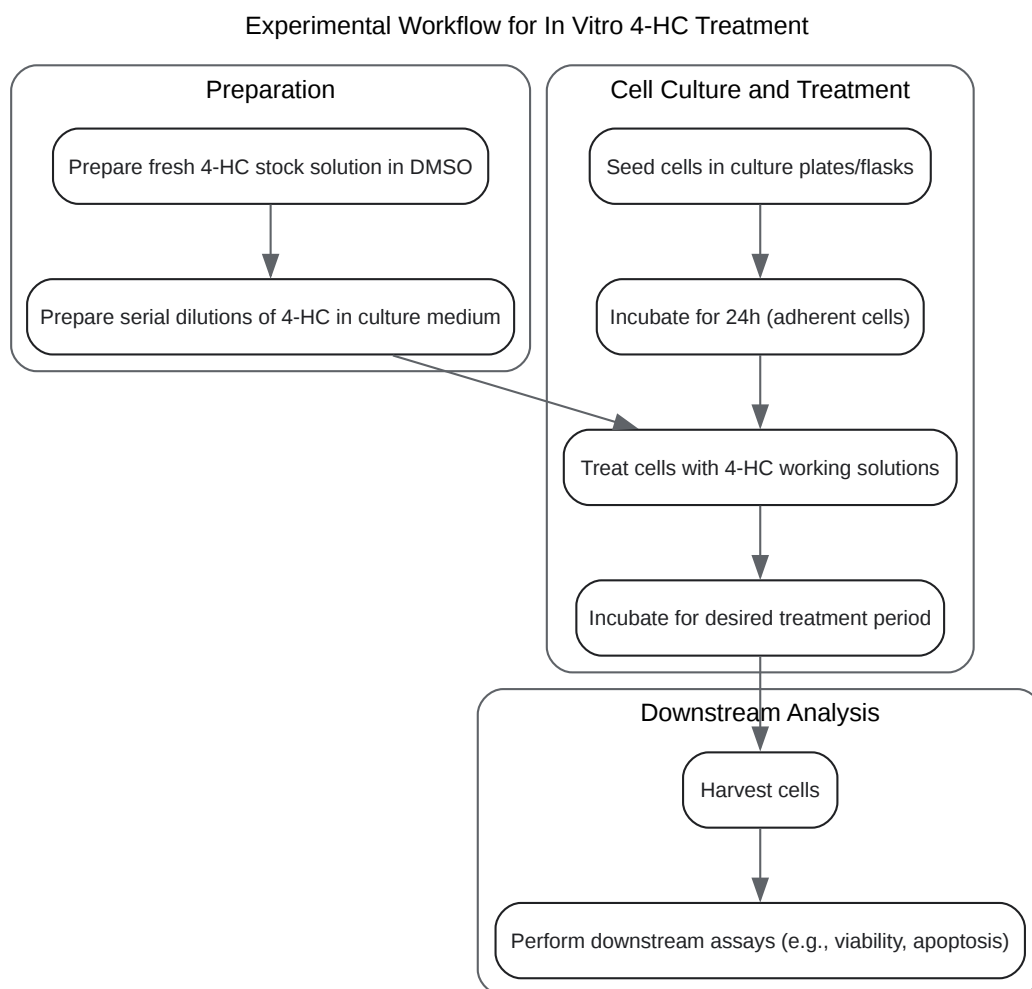 Experimental Workflow for In Vitro 4-HC Treatment
Preparation
Prepare fresh 4-HC stock solution in DMSO
Prepare serial dilutions of 4-HC in culture medium
Cell Culture and Treatment
Seed cells in culture plates/flasks
Incubate for 24h (adherent cells)
Treat cells with 4-HC working solutions
Incubate for desired treatment period
Downstream Analysis
Harvest cells
Perform downstream assays (e.g., viability, apoptosis)